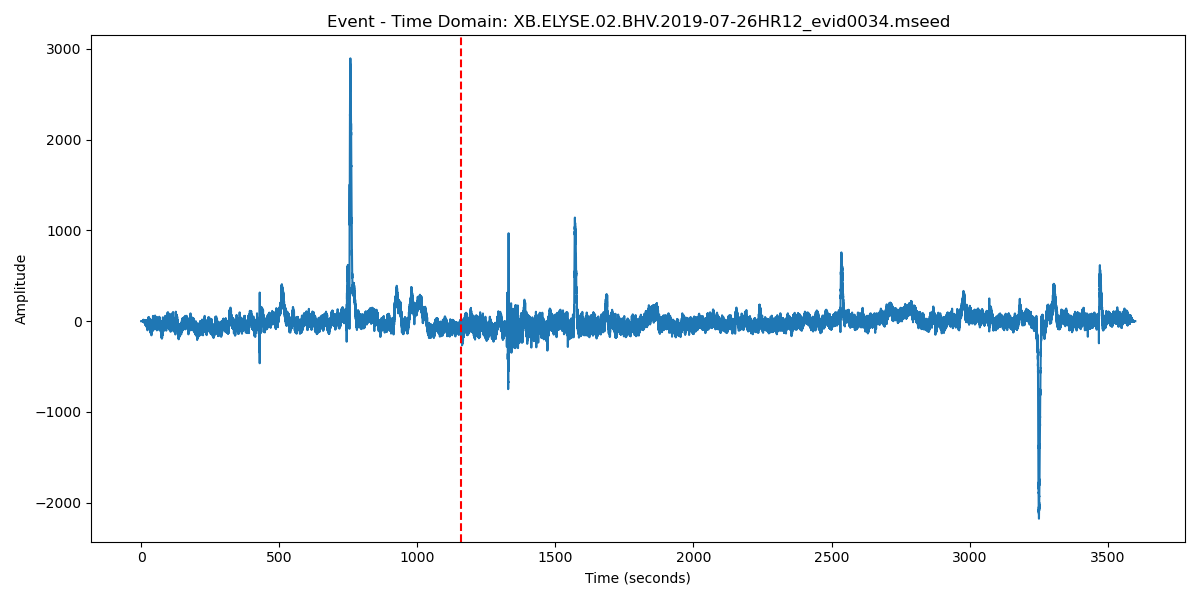 Event - Time Domain: XB.ELYSE.02.BHV.2019-07-26HR12_evid0034.mseed
3000
2000
1000
0
−1000
−2000
Amplitude
0 500 1000 1500 2000 2500 3000 3500
Time (seconds)